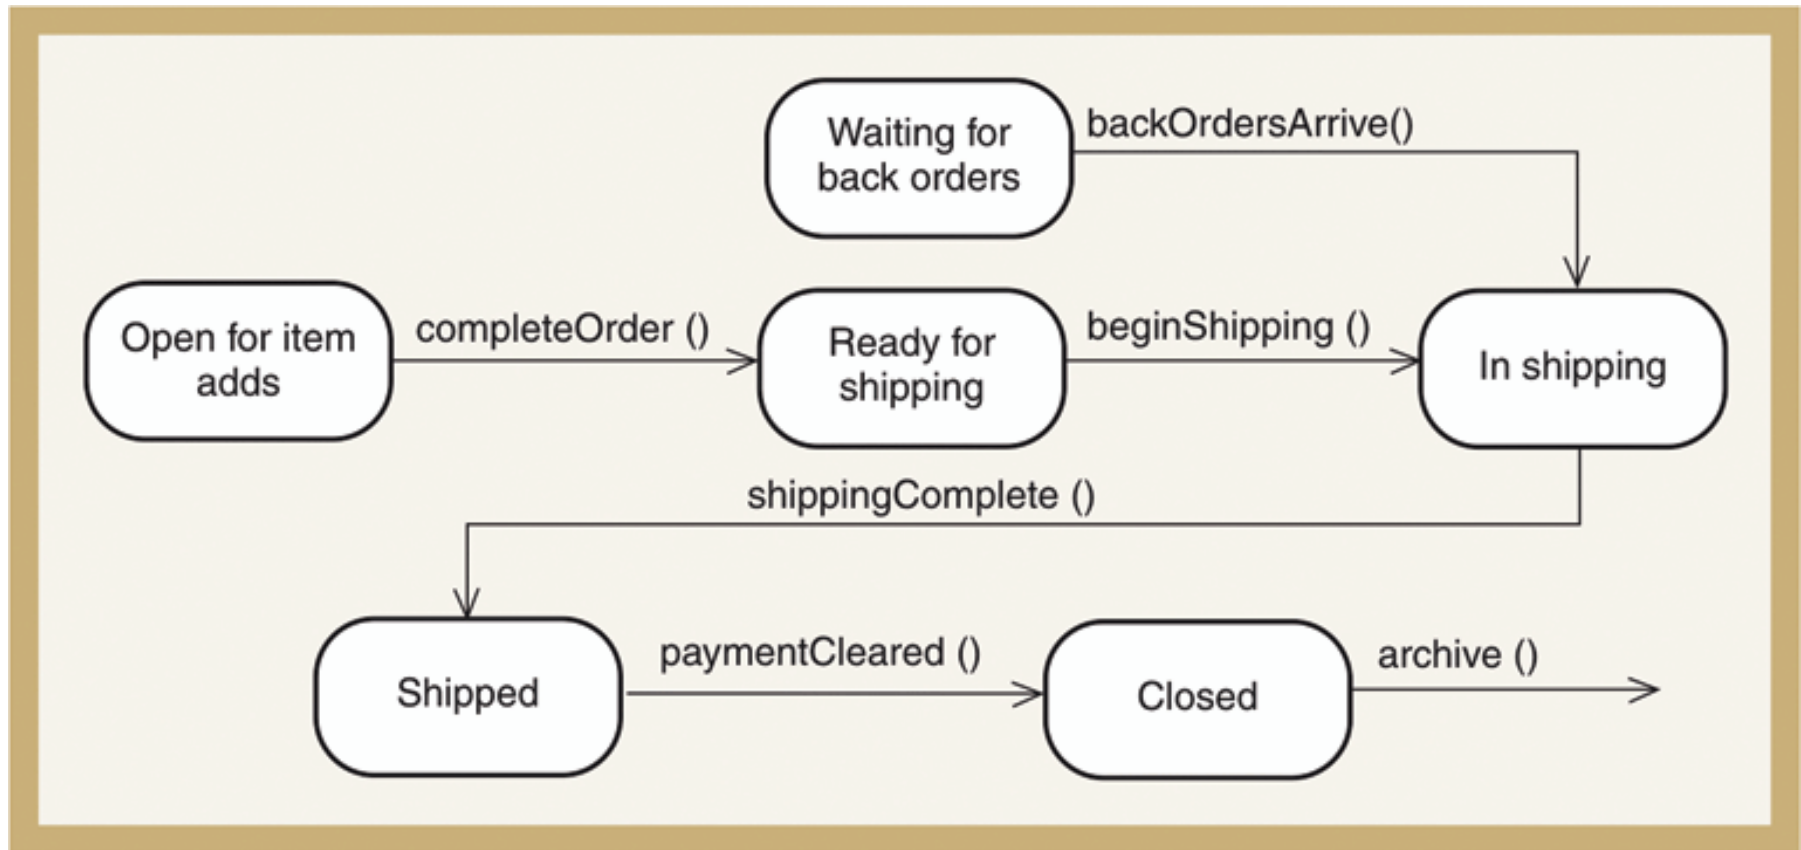 Waiting for
back orders
backOrdersArrive()
Open for item
adds
completeOrder ()
Ready for
shipping
beginShipping ()
In shipping
shippingComplete ()
Shipped
paymentCleared ()
Closed
archive ()